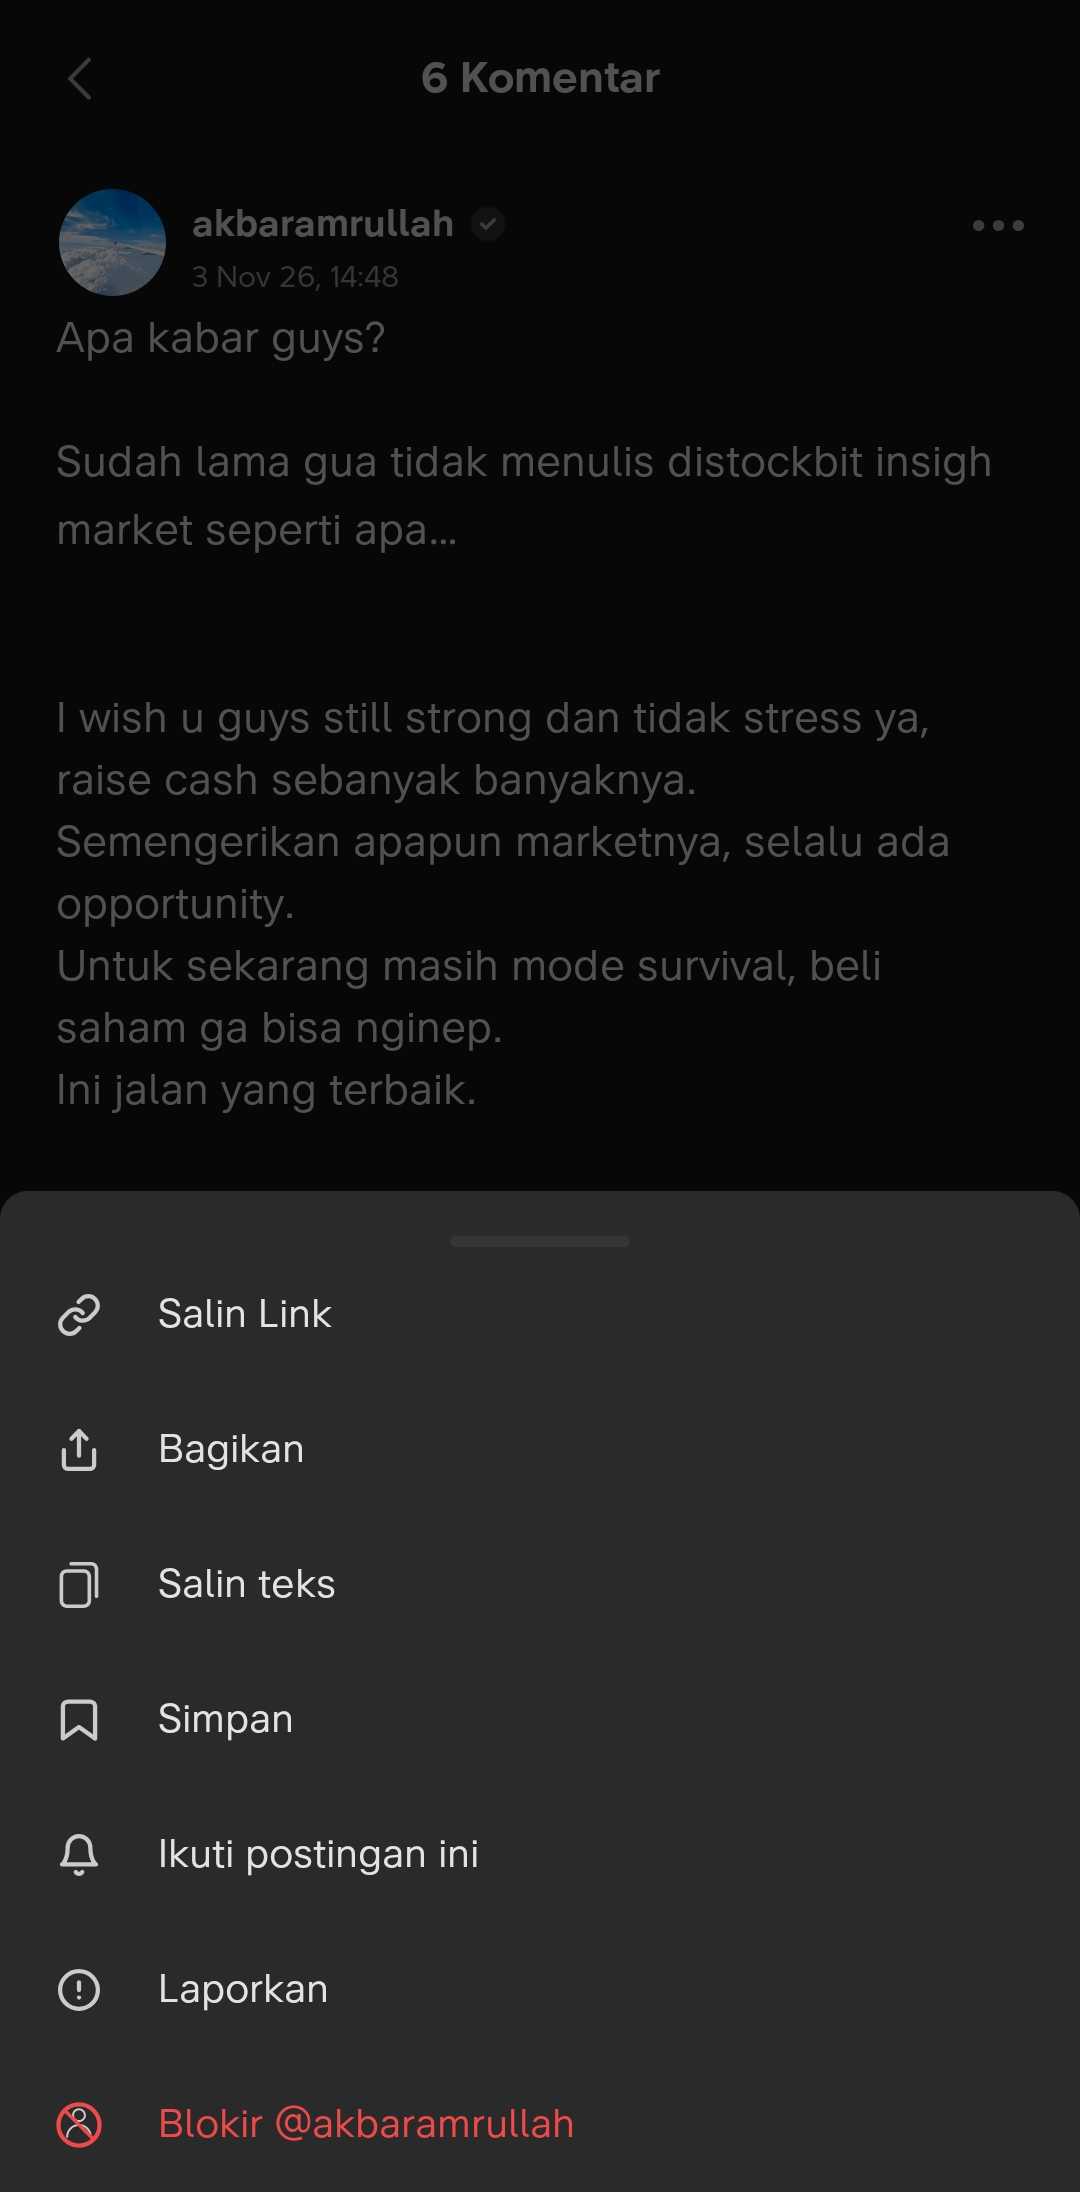 6 Komentar
akbaramrullah
3 Nov 26, 14:48
Apa kabar guys?
Sudah lama gua tidak menulis distockbit insigh
market seperti apa...
I wish u guys still strong dan tidak stress ya,
raise cash sebanyak banyaknya.
Semengerikan apapun marketnya, selalu ada
opportunity.
Untuk sekarang masih mode survival, beli
saham ga bisa nginep.
Ini jalan yang terbaik.
Salin Link
Bagikan
Salin teks
Simpan
Ikuti postingan ini
Laporkan
Blokir @akbaramrullah